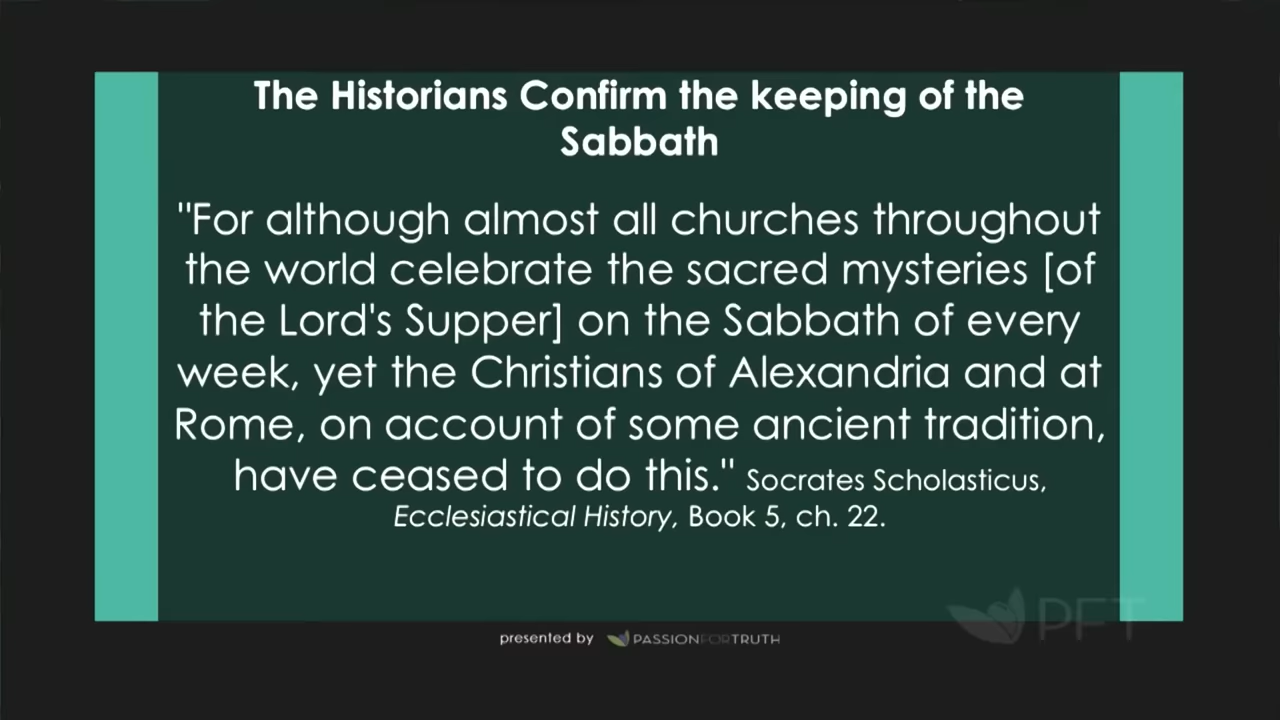 The Historians Confirm the keeping of the
Sabbath
"For although almost all churches throughout
the world celebrate the sacred mysteries [of
the Lord's Supper] on the Sabbath of every
week, yet the Christians of Alexandria and at
Rome, on account of some ancient tradition,
have ceased to do this." Socrates Scholasticus,
Ecclesiastical History, Book 5, ch. 22.
PFT
presented by PASSIONFORTRUTH